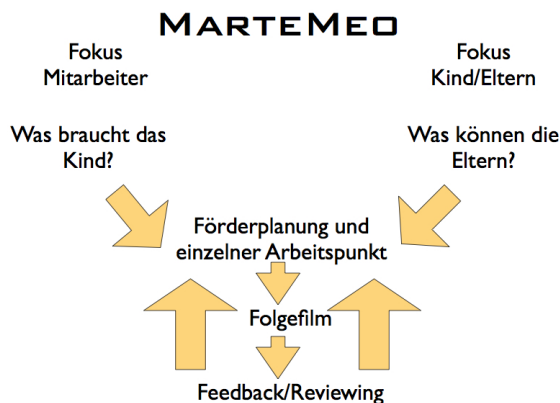 MARTEMEO
Fokus
Mitarbeiter
Fokus
Kind/Eltern
Was braucht das
Kind?
Was können die
Eltern?
Förderplanung und
einzelner Arbeitspunkt
Folgefilm
Feedback/Reviewing